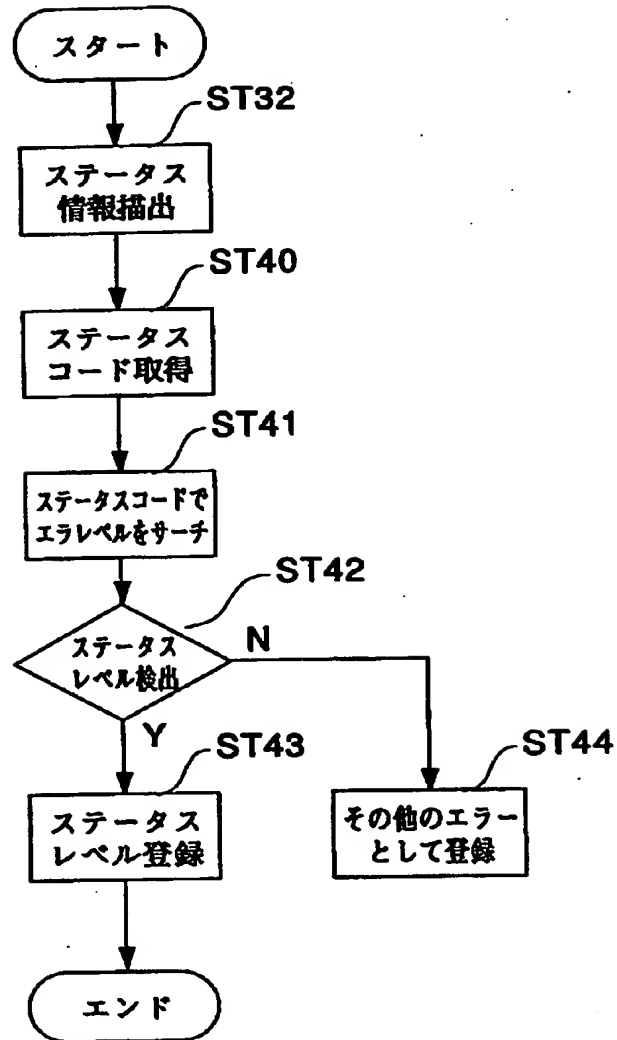 スタート
ST32
ステータス
情報描出
ST40
ステータス
コード取得
ST41
ステータスコードで
エラレベルをサーチ
ST42
ステータス
レベル検出
N
Y
ST43
ステータス
レベル登録
ST44
その他のエラー
として登録
エンド